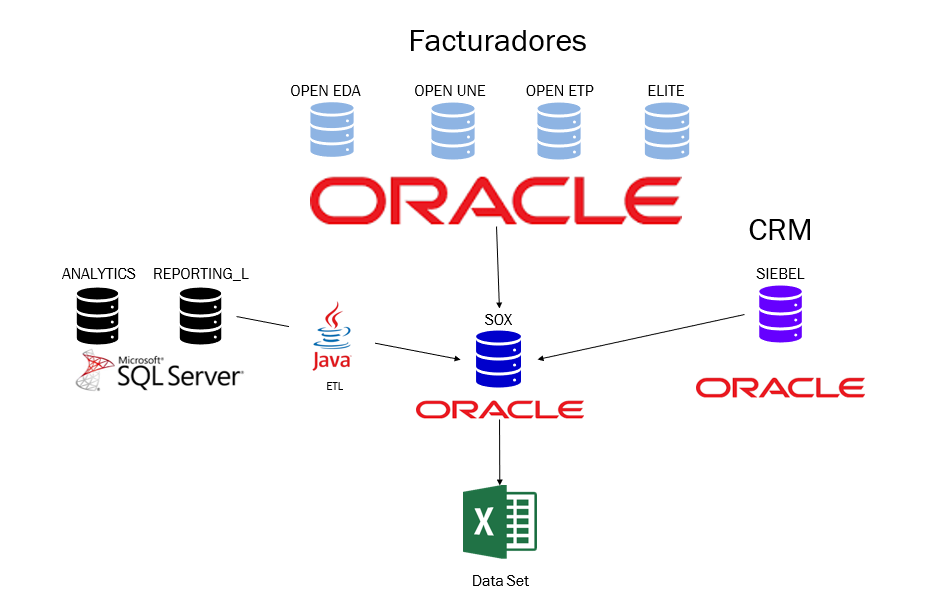 Facturadores
OPEN EDA
OPEN UNE
OPEN ETP
ELITE
ORACLE
CRM
ANALYTICS
REPORTING_L
SIEBEL
SOX
Microsoft®
SQL Server®
Java
ETL
ORACLE
ORACLE
X
Data Set